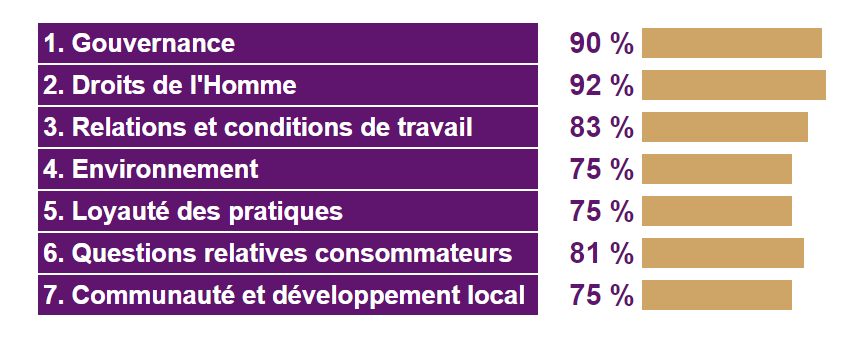 1. Gouvernance 90 %
2. Droits de l'Homme 92 %
3. Relations et conditions de travail 83 %
4. Environnement 75 %
5. Loyauté des pratiques 75 %
6. Questions relatives consommateurs 81 %
7. Communauté et développement local 75 %